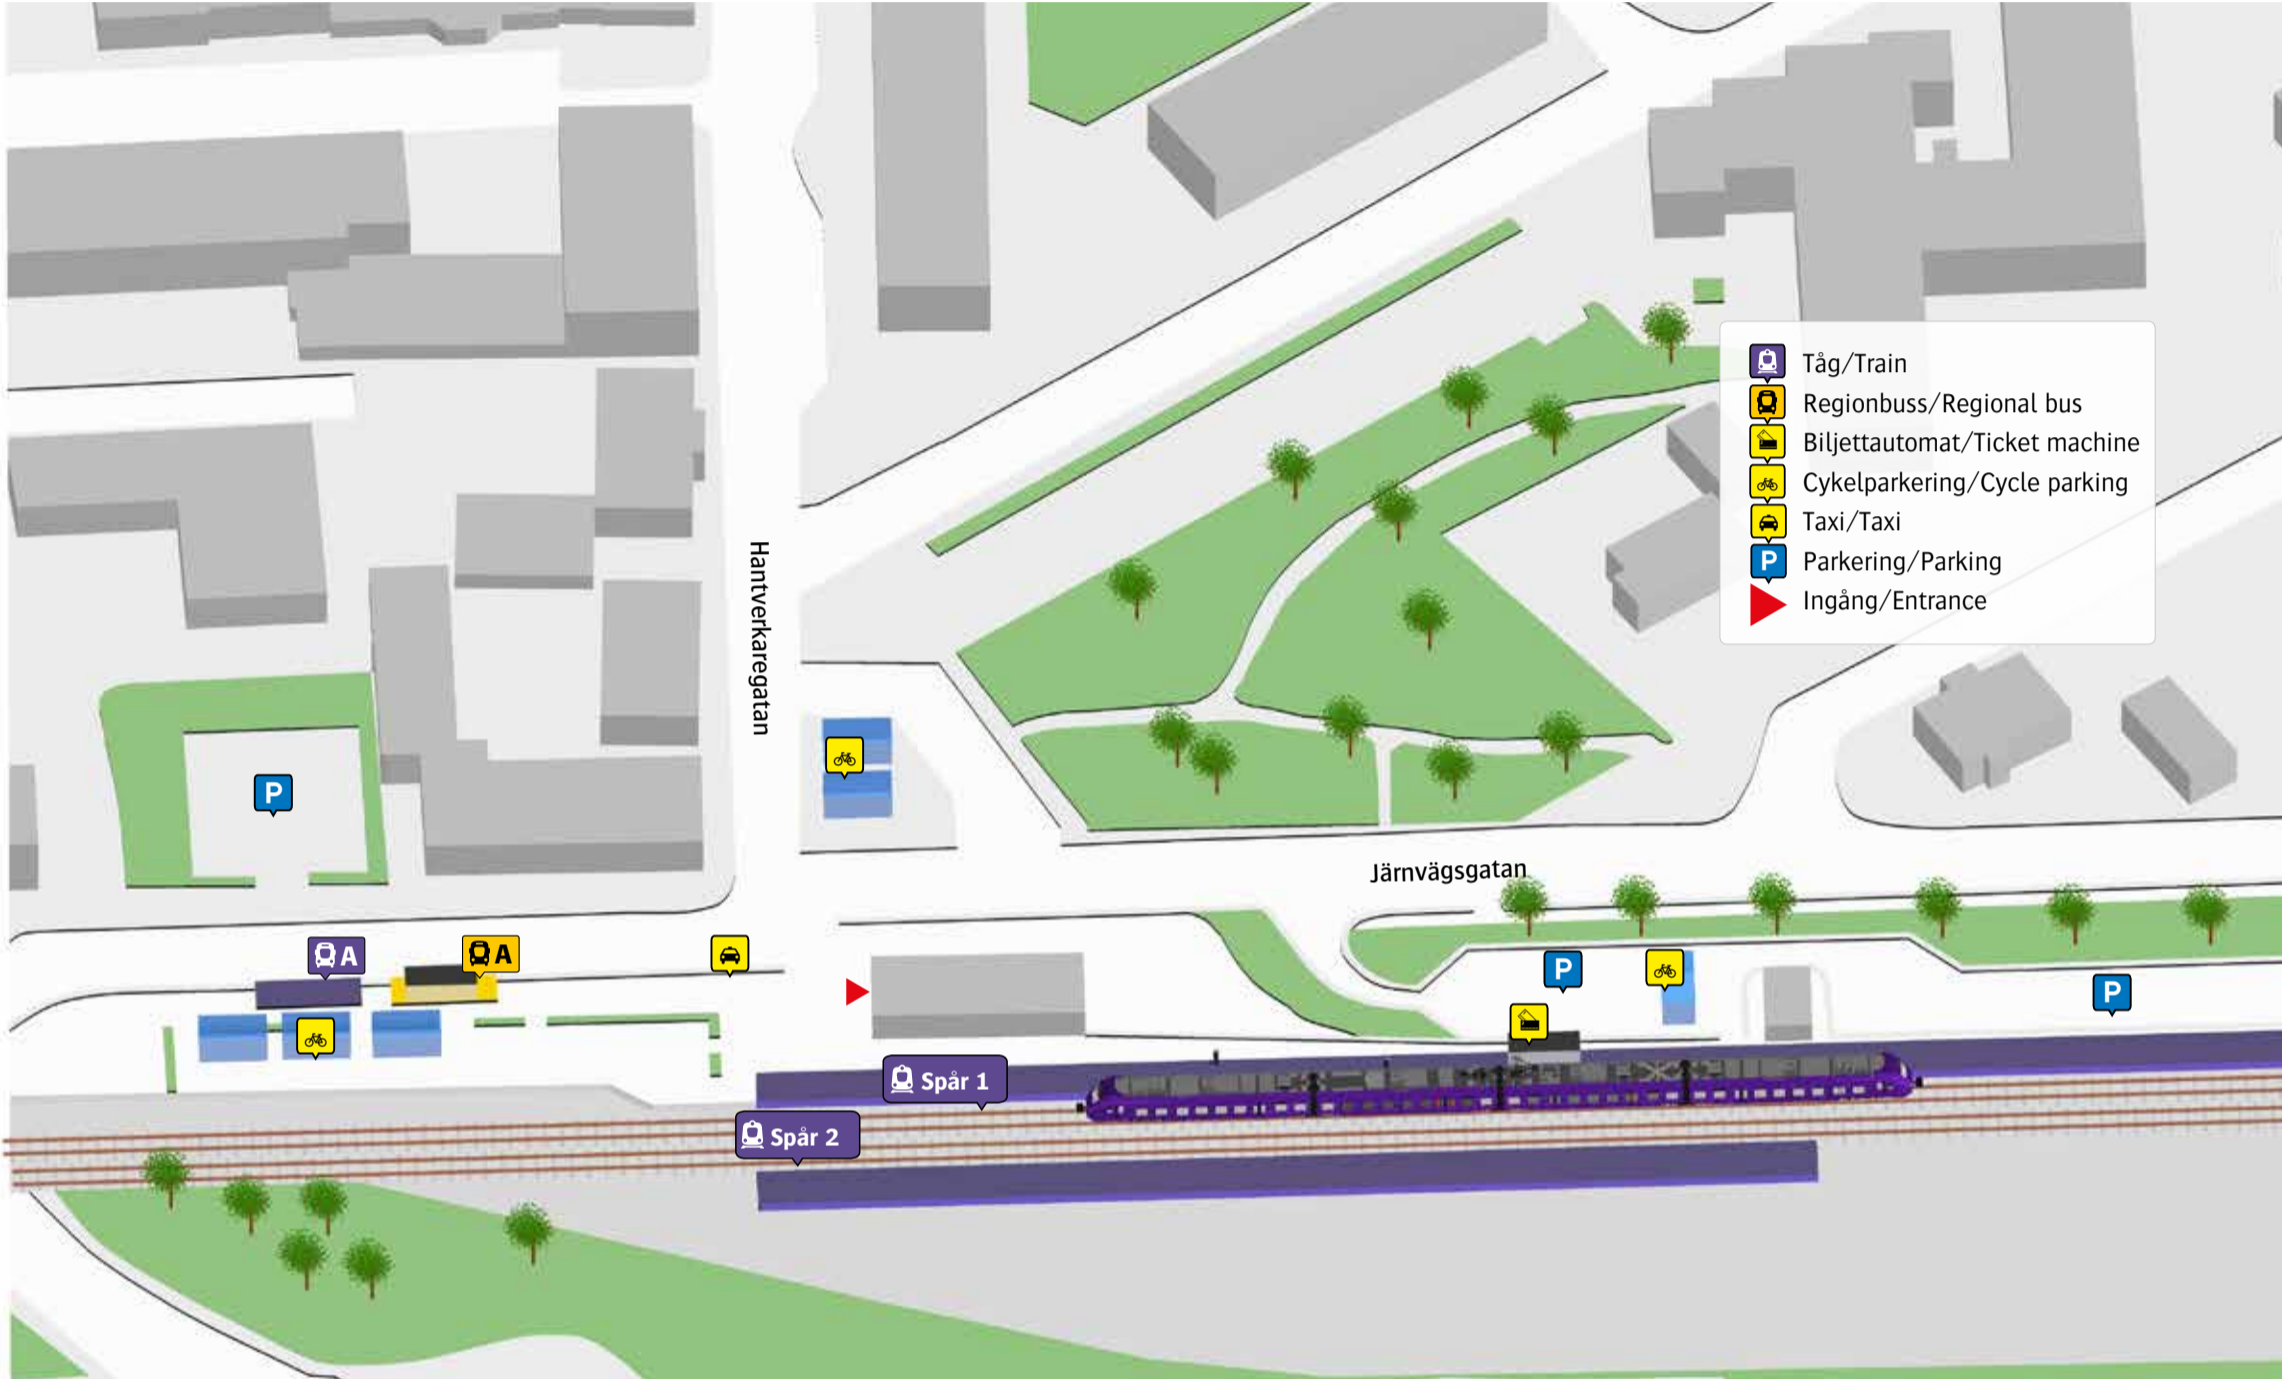 Tåg/Train
Regionbuss/Regional bus
Biljettautomat/Ticket machine
Cykelparkering/Cycle parking
Taxi/Taxi
P Parkering/Parking
Ingång/Entrance
Hantverkaregatan
P
Järnvägsgatan
A
A
P
P
Spår 1
Spår 2